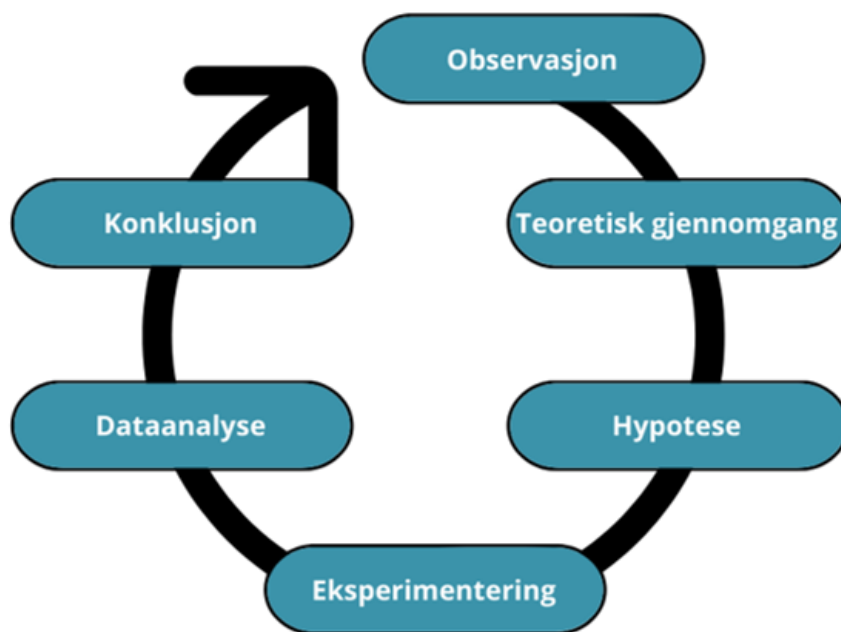 Observasjon
Teoretisk gjennomgang
Hypotese
Eksperimentering
Dataanalyse
Konklusjon